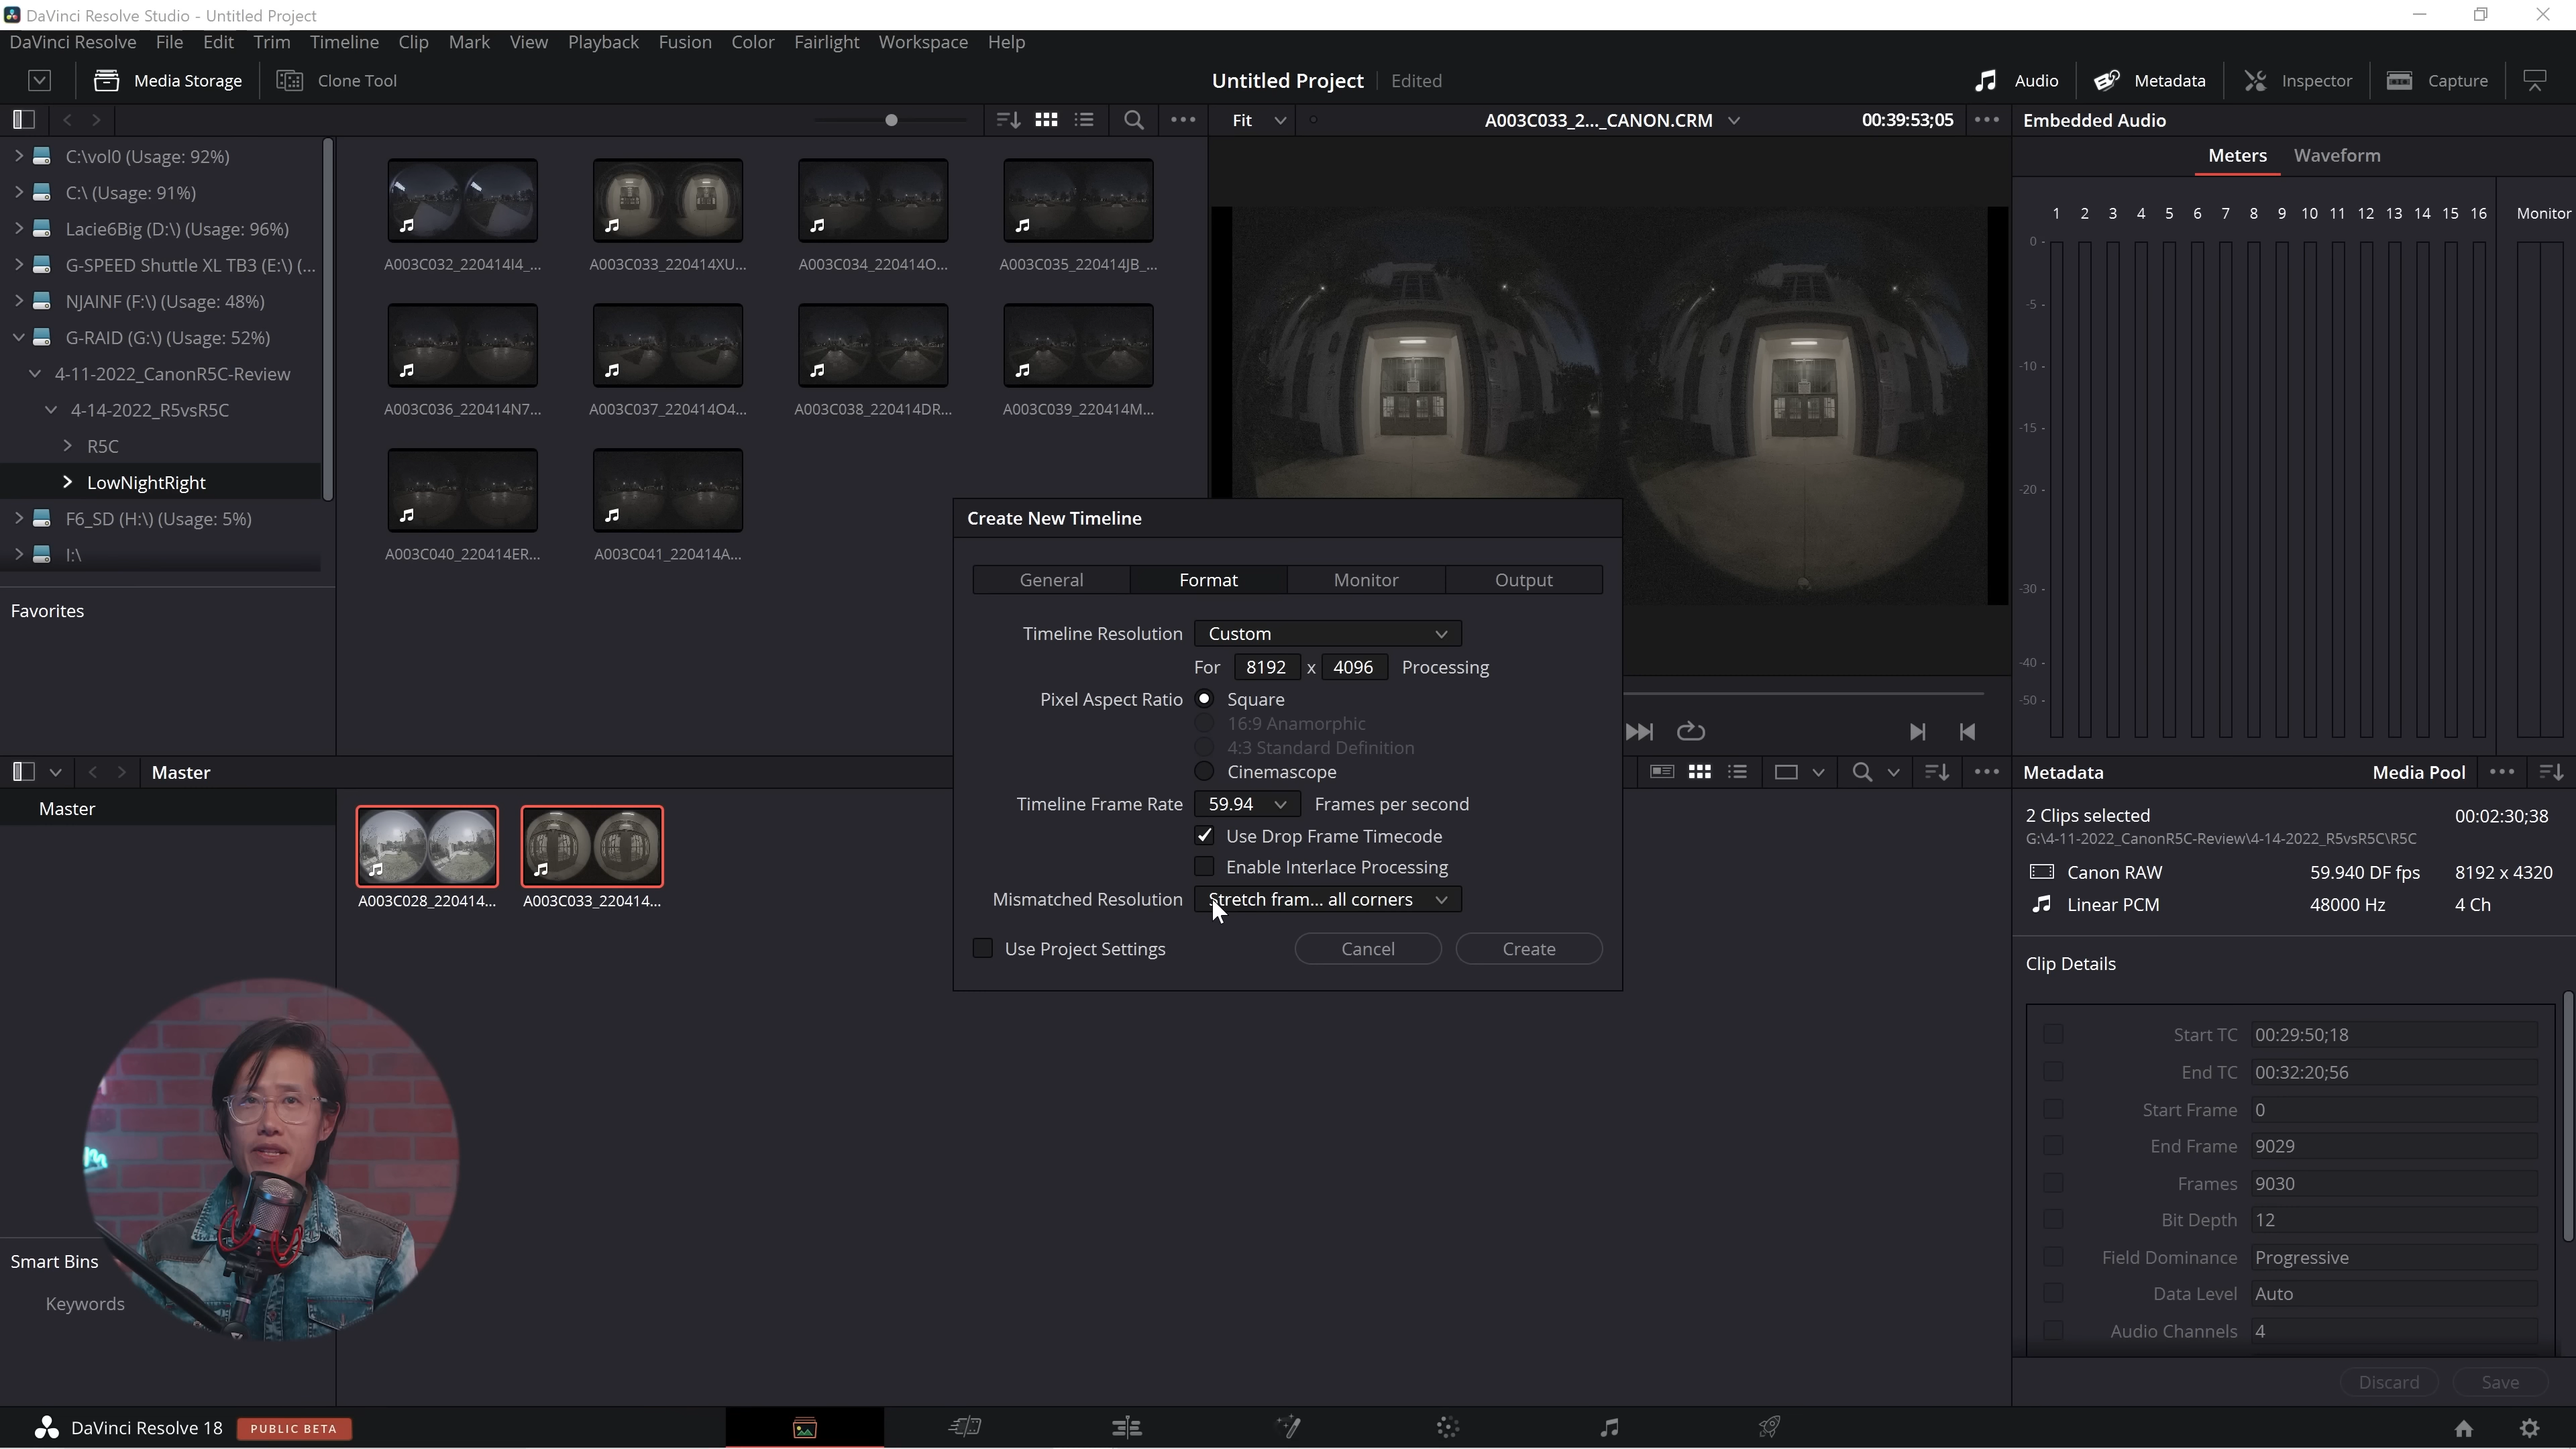 DaVinci Resolve Studio - Untitled Project
DaVinci Resolve File Edit Trim Timeline Clip Mark View Playback Fusion Color Fairlight Workspace Help
Media Storage Clone Tool Untitled Project Edited Audio Metadata Inspector Capture
Fit A003C033_2..._CANON.CRM 00:39:53;05 Embedded Audio
C:\vol0 (Usage: 92%)
C:\ (Usage: 91%)
Lacie6Big (D:\) (Usage: 96%)
G-SPEED Shuttle XL TB3 (E:\) (...
NJAINF (F:\) (Usage: 48%)
G-RAID (G:\) (Usage: 52%)
4-11-2022_CanonR5C-Review
4-14-2022_R5vsR5C
R5C
LowNightRight
F6_SD (H:\) (Usage: 5%)
I:\
Favorites
A003C032_220414I4_... A003C033_220414XU... A003C034_220414O... A003C035_220414JB_...
A003C036_220414N7... A003C037_220414O4... A003C038_220414DR... A003C039_220414M...
A003C040_220414ER... A003C041_220414A...
Meters Waveform
1 2 3 4 5 6 7 8 9 10 11 12 13 14 15 16 Monitor
0 -
-5 -
-10 -
-15 -
-20 -
-30 -
-40 -
-50 -
Create New Timeline
General Format Monitor Output
Timeline Resolution Custom
For 8192 x 4096 Processing
Pixel Aspect Ratio Square
16:9 Anamorphic
4:3 Standard Definition
Cinemascope
Timeline Frame Rate 59.94 Frames per second
Use Drop Frame Timecode
Enable Interlace Processing
Mismatched Resolution Stretch fram... all corners
Use Project Settings Cancel Create
Master
Master
A003C028_220414... A003C033_220414...
Smart Bins
Keywords
Metadata Media Pool
2 Clips selected 00:02:30;38
G:\4-11-2022_CanonR5C-Review\4-14-2022_R5vsR5C\R5C
Canon RAW 59.940 DF fps 8192 x 4320
Linear PCM 48000 Hz 4 Ch
Clip Details
Start TC 00:29:50;18
End TC 00:32:20;56
Start Frame 0
End Frame 9029
Frames 9030
Bit Depth 12
Field Dominance Progressive
Data Level Auto
Audio Channels 4
Discard Save
DaVinci Resolve 18 PUBLIC BETA